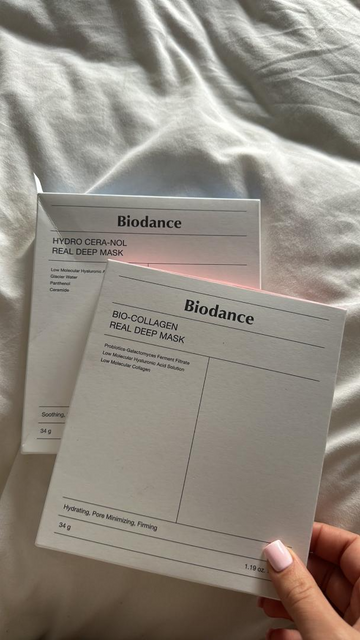 Biodance
HYDRO CERA-NOL
REAL DEEP MASK
Low Molecular Hyaluronic
Glacier Water
Panthenol
Ceramide
Soothing,
34 g
Biodance
BIO-COLLAGEN
REAL DEEP MASK
Probiotics-Galactomyces Ferment Filtrate
Low Molecular Hyaluronic Acid Solution
Low Molecular Collagen
Hydrating, Pore Minimizing, Firming
34 g
1.19 oz.